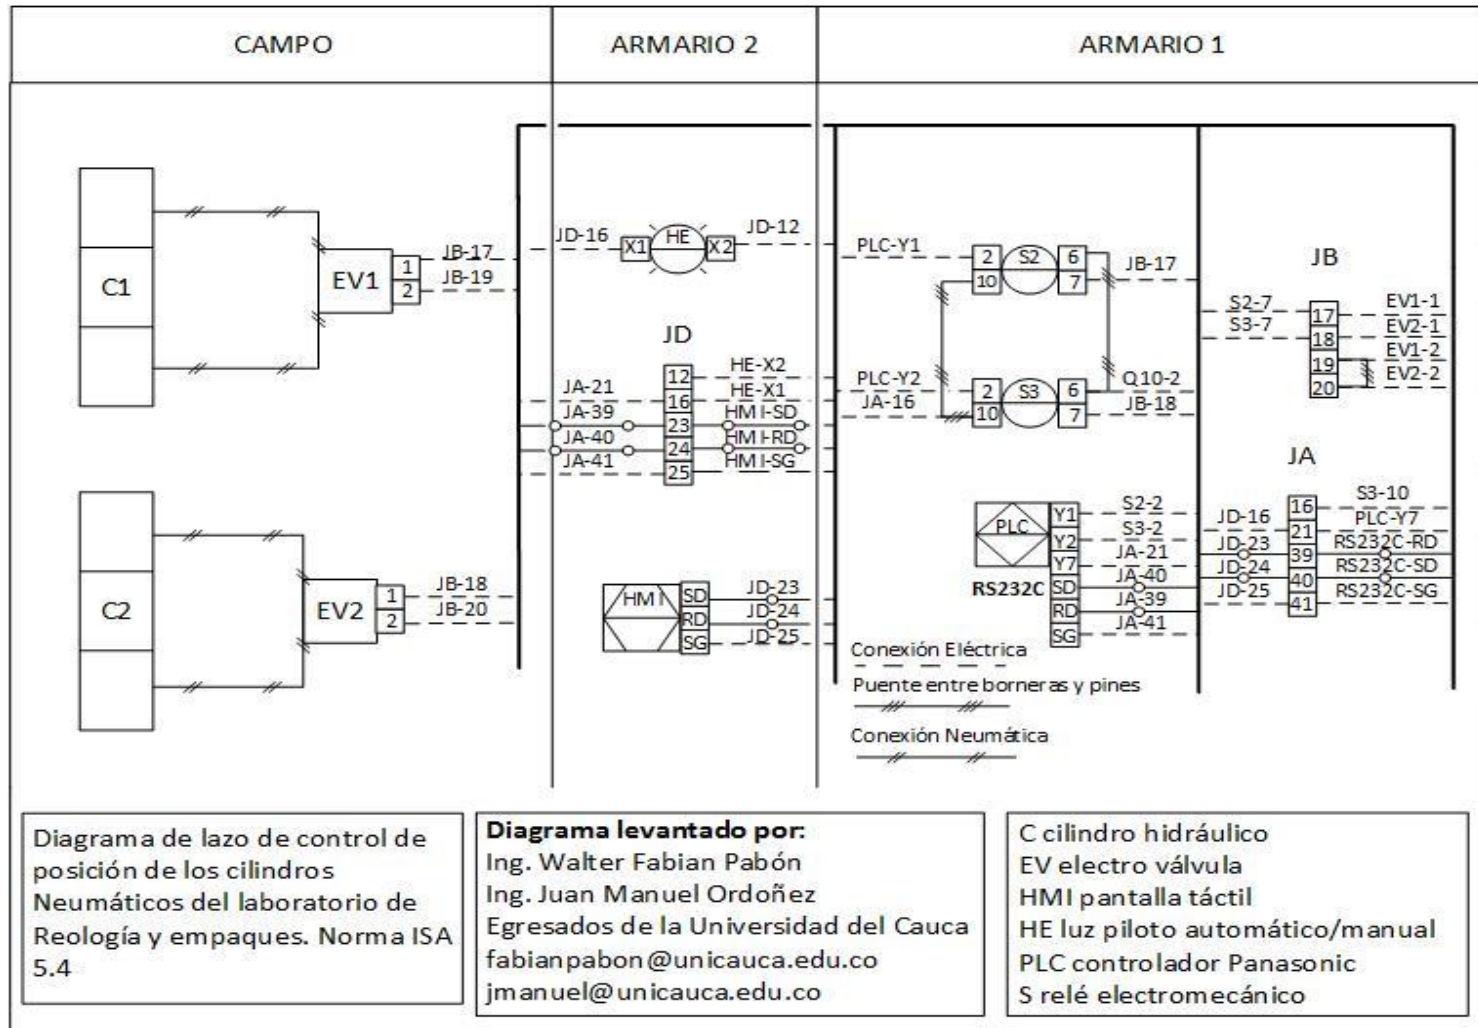 CAMPO
ARMARIO 2
ARMARIO 1
C1
EV1
1
2
JB-17
JB-19
JD-16
X1
HE
X2
JD-12
PLC-Y1
2
10
S2
6
7
JB-17
JB
S2-7
S3-7
17
18
19
20
EV1-1
EV2-1
EV1-2
EV2-2
JD
JA-21
JA-39
JA-40
JA-41
12
16
23
24
25
HE-X2
HE-X1
HMI-SD
HMI-RD
HMI-SG
PLC-Y2
JA-16
2
10
S3
6
7
Q10-2
JB-18
JA
JD-16
JD-23
JD-24
JD-25
16
21
39
40
41
S3-10
PLC-Y7
RS232C-RD
RS232C-SD
RS232C-SG
C2
EV2
1
2
JB-18
JB-20
HMI
SD
RD
SG
JD-23
JD-24
JD-25
PLC
RS232C
Y1
Y2
Y7
SD
RD
SG
S2-2
S3-2
JA-21
JA-40
JA-39
JA-41
Conexión Eléctrica
Puente entre borneras y pines
Conexión Neumática
Diagrama de lazo de control de
posición de los cilindros
Neumáticos del laboratorio de
Reología y empaques. Norma ISA
5.4
Diagrama levantado por:
Ing. Walter Fabian Pabón
Ing. Juan Manuel Ordoñez
Egresados de la Universidad del Cauca
fabianpabon@unicauca.edu.co
jmanuel@unicauca.edu.co
C cilindro hidráulico
EV electro válvula
HMI pantalla táctil
HE luz piloto automático/manual
PLC controlador Panasonic
S relé electromecánico